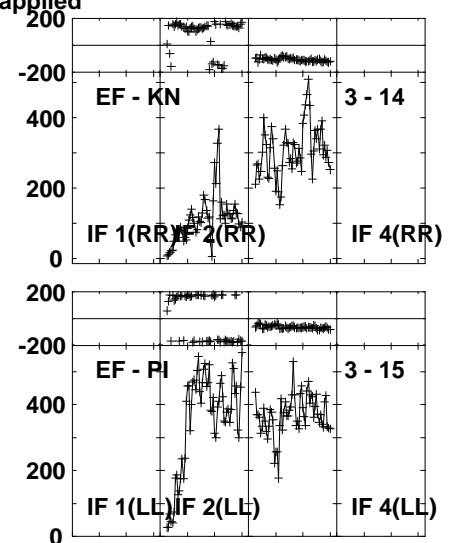 applied
200
-200
EF - KN 3 - 14
400
200
0
IF 1(RR) IF 2(RR) IF 4(RR)
200
-200
EF - PI 3 - 15
400
200
0
IF 1(LL) IF 2(LL) IF 4(LL)